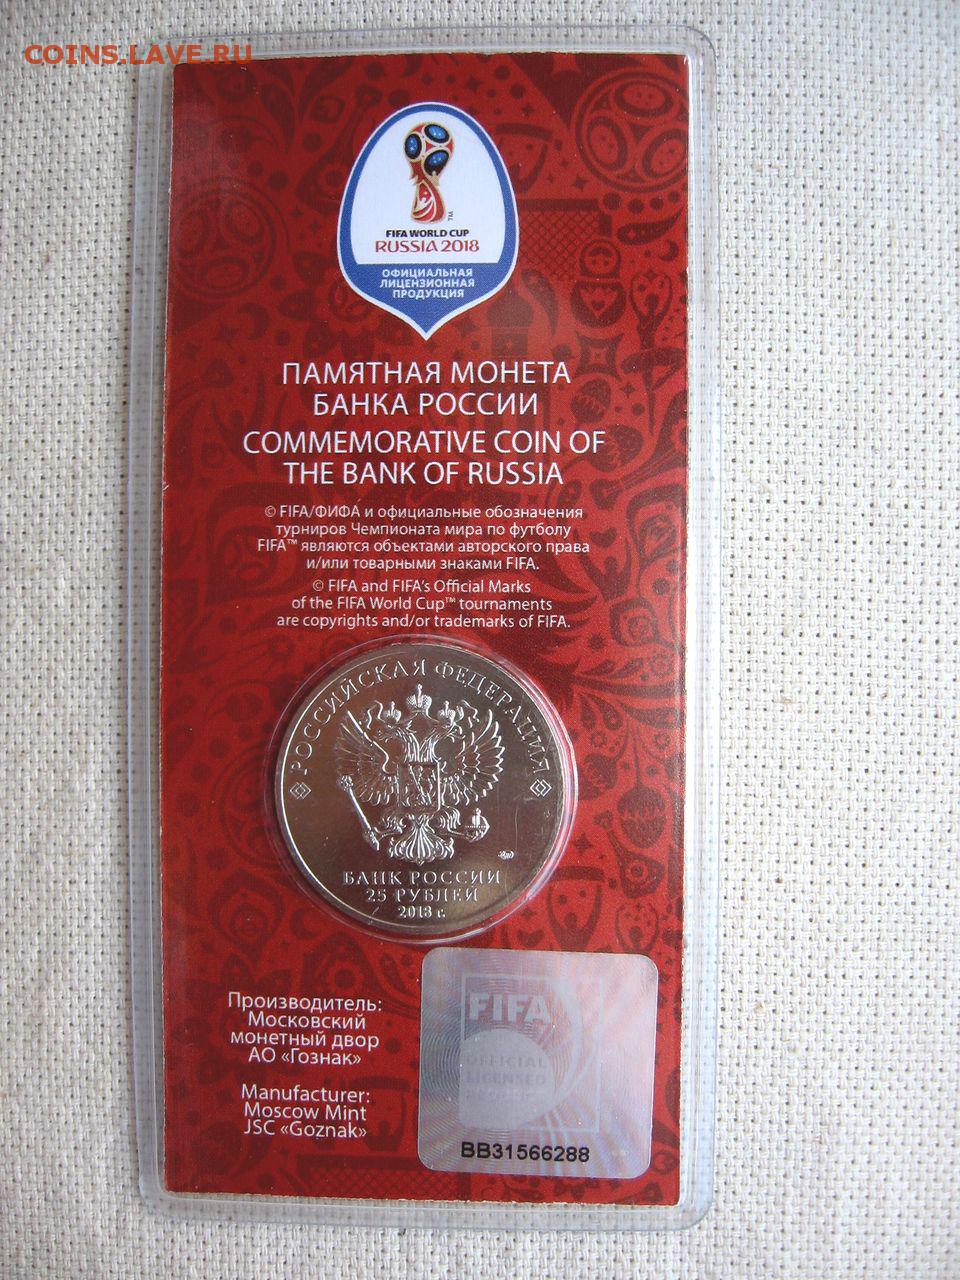 COINS.LAVE.RU
FIFA WORLD CUP
RUSSIA 2018
ОФИЦИАЛЬНАЯ
ЛИЦЕНЗИОННАЯ
ПРОДУКЦИЯ
ПАМЯТНАЯ МОНЕТА
БАНКА РОССИИ
COMMEMORATIVE COIN OF
THE BANK OF RUSSIA
© FIFA/ФИФА и официальные обозначения
турниров Чемпионата мира по футболу
FIFA™ являются объектами авторского права
и/или товарными знаками FIFA.
© FIFA and FIFA's Official Marks
of the FIFA World Cup™ tournaments
are copyrights and/or trademarks of FIFA.
РОССИЙСКАЯ ФЕДЕРАЦИЯ
БАНК РОССИИ
25 РУБЛЕЙ
2018 г.
Производитель:
Московский
монетный двор
АО «Гознак»
Manufacturer:
Moscow Mint
JSC «Goznak»
FIFA
OFFICIAL
LICENSED
PRODUCT
BB31566288